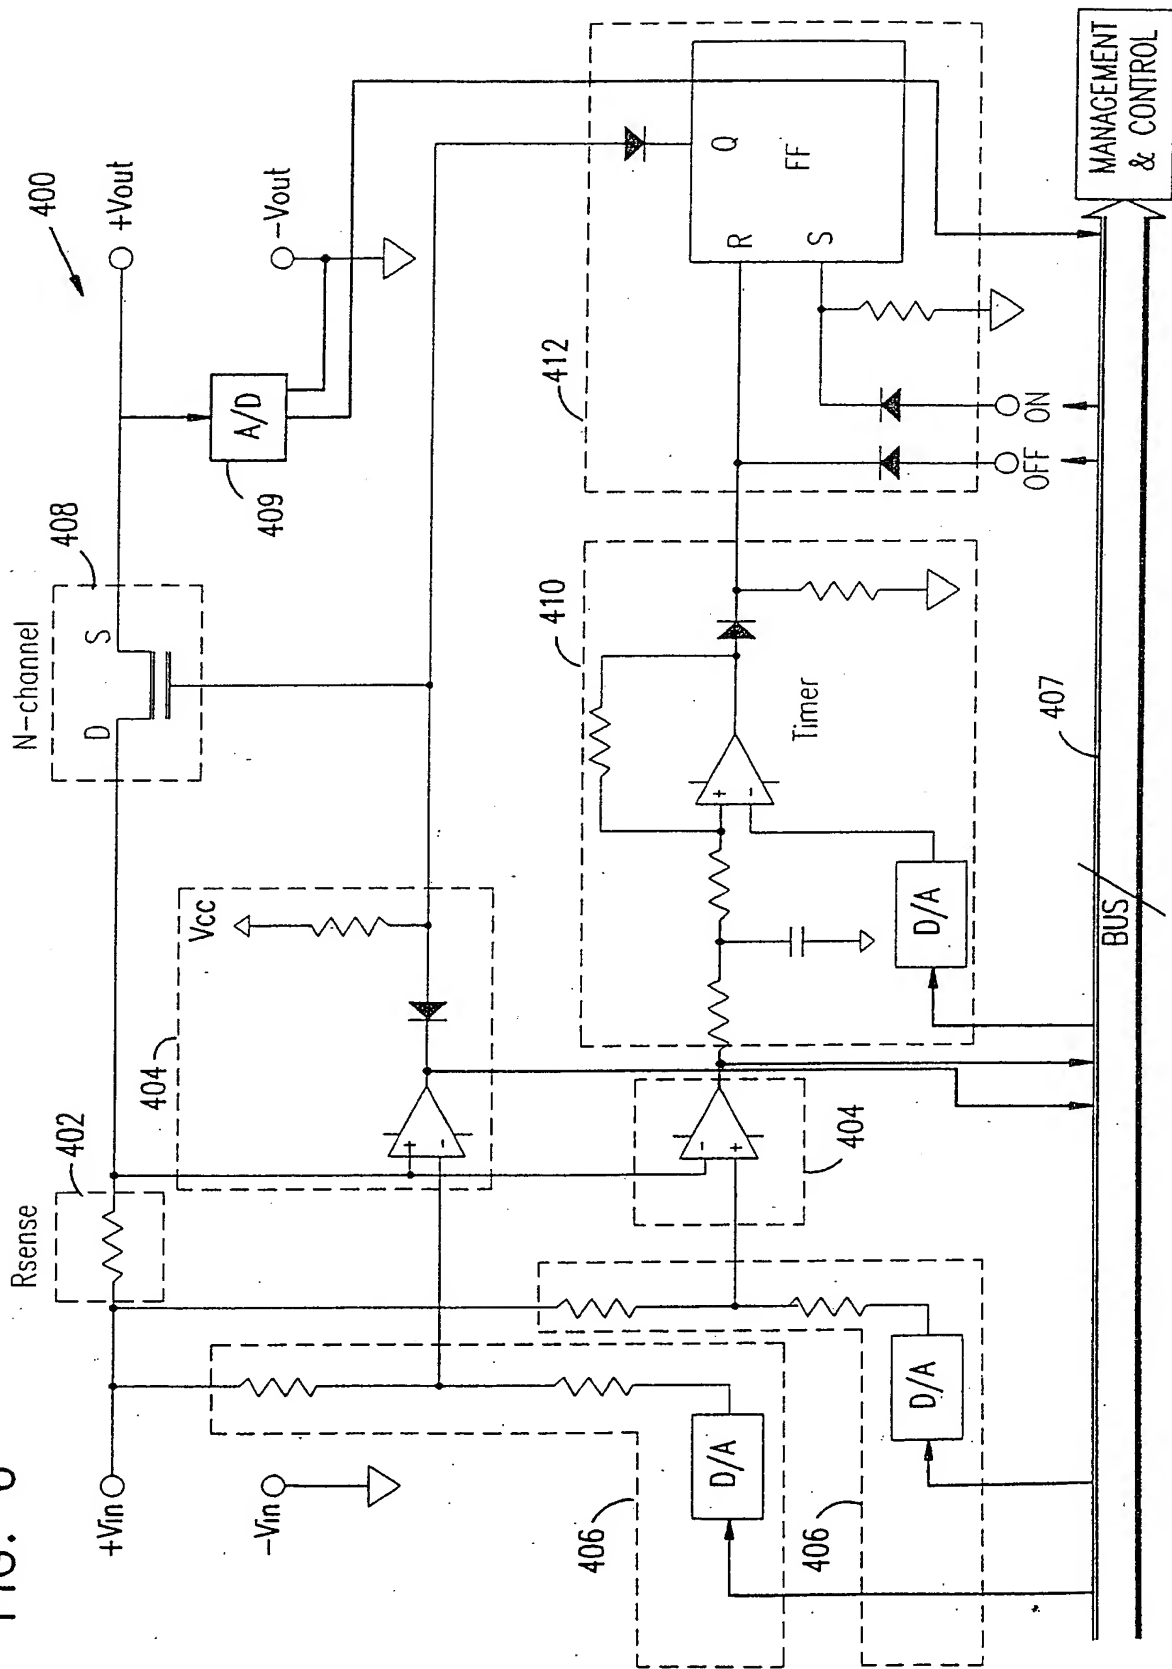 FIG. 6
400
N-channel
408
Rsense
402
D
S
+Vin
+Vout
-Vin
-Vout
A/D
409
404
Vcc
+
-
412
Q
FF
R
S
OFF
ON
410
Timer
+
-
D/A
-
+
404
406
D/A
406
D/A
407
BUS
MANAGEMENT
& CONTROL